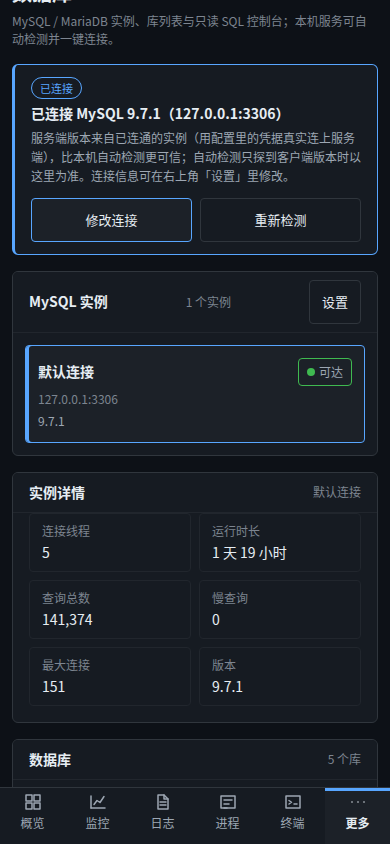 数据库
MySQL / MariaDB 实例、库列表与只读 SQL 控制台；本机服务可自
动检测并一键连接。
已连接
已连接 MySQL 9.7.1（127.0.0.1:3306）
服务端版本来自已连通的实例（用配置里的凭据真实连上服务
端），比本机自动检测更可信；自动检测只探到客户端版本时以
这里为准。连接信息可在右上角「设置」里修改。
修改连接
重新检测
MySQL 实例
1 个实例
设置
默认连接
可达
127.0.0.1:3306
9.7.1
实例详情
默认连接
连接线程
运行时长
5
1 天 19 小时
查询总数
慢查询
141,374
0
最大连接
版本
151
9.7.1
数据库
5 个库
概览
监控
日志
进程
终端
更多